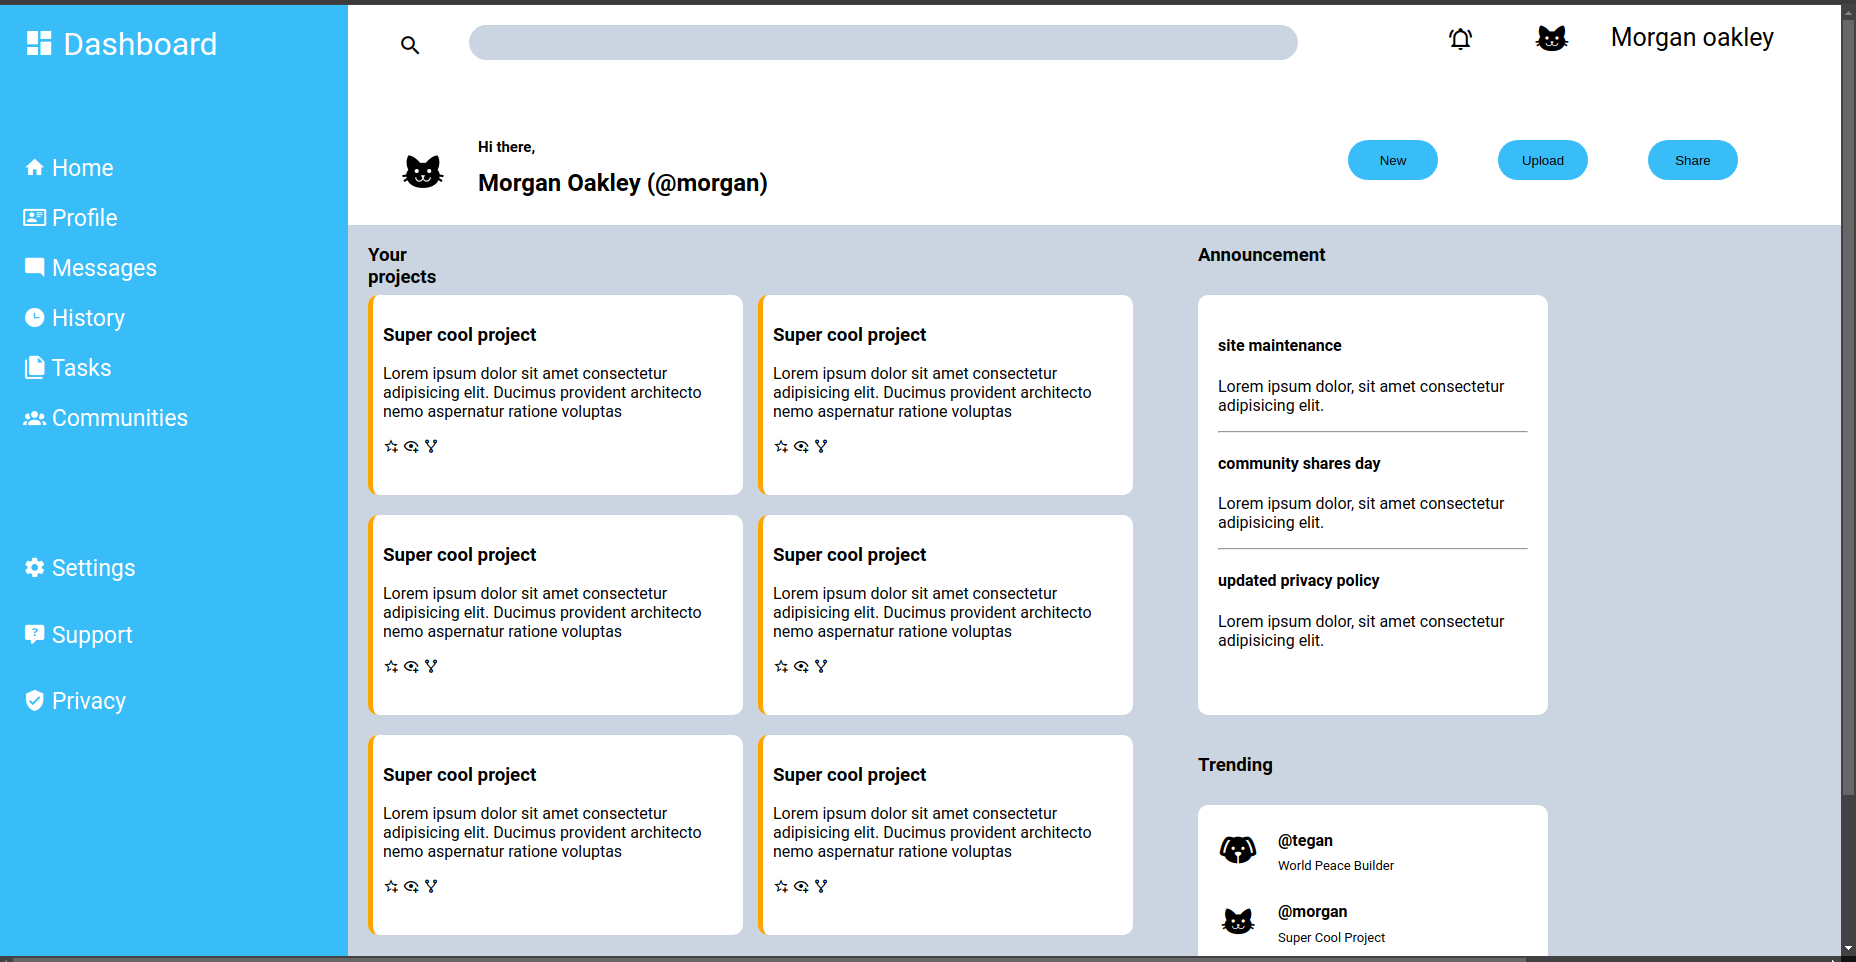 Dashboard
Home
Profile
Messages
History
Tasks
Communities
Settings
Support
Privacy
Morgan oakley
Hi there,
Morgan Oakley (@morgan)
New
Upload
Share
Your
projects
Super cool project
Lorem ipsum dolor sit amet consectetur
adipisicing elit. Ducimus provident architecto
nemo aspernatur ratione voluptas
Super cool project
Lorem ipsum dolor sit amet consectetur
adipisicing elit. Ducimus provident architecto
nemo aspernatur ratione voluptas
Super cool project
Lorem ipsum dolor sit amet consectetur
adipisicing elit. Ducimus provident architecto
nemo aspernatur ratione voluptas
Super cool project
Lorem ipsum dolor sit amet consectetur
adipisicing elit. Ducimus provident architecto
nemo aspernatur ratione voluptas
Super cool project
Lorem ipsum dolor sit amet consectetur
adipisicing elit. Ducimus provident architecto
nemo aspernatur ratione voluptas
Super cool project
Lorem ipsum dolor sit amet consectetur
adipisicing elit. Ducimus provident architecto
nemo aspernatur ratione voluptas
Announcement
site maintenance
Lorem ipsum dolor, sit amet consectetur
adipisicing elit.
community shares day
Lorem ipsum dolor, sit amet consectetur
adipisicing elit.
updated privacy policy
Lorem ipsum dolor, sit amet consectetur
adipisicing elit.
Trending
@tegan
World Peace Builder
@morgan
Super Cool Project